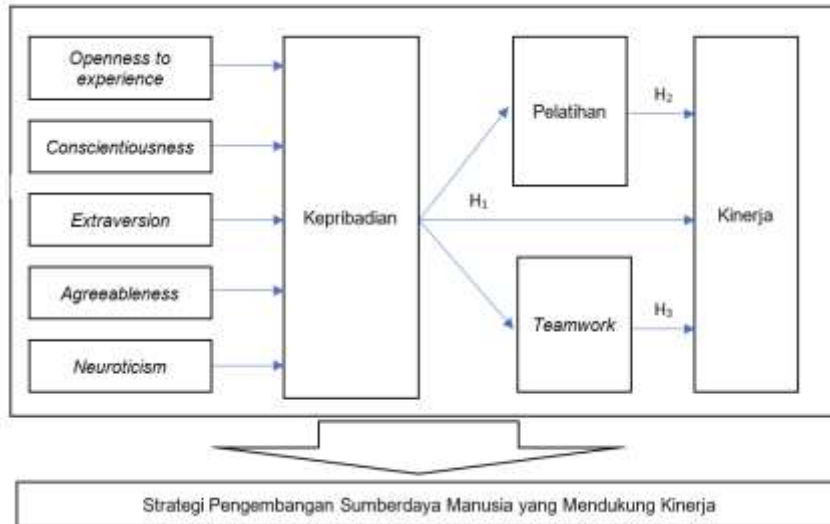 Openness to
experience
Conscientiousness
Extraversion
Agreeableness
Neuroticism
Kepribadian
H₁
Pelatihan
H₂
Teamwork
H₃
Kinerja
Strategi Pengembangan Sumberdaya Manusia yang Mendukung Kinerja